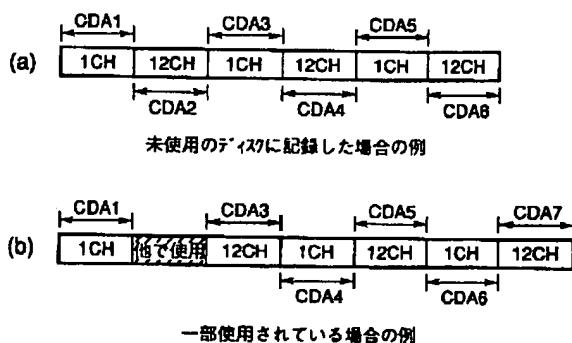 CDA1 CDA3 CDA5
(a) 1CH 12CH 1CH 12CH 1CH 12CH
CDA2 CDA4 CDA6
未使用のディスクに記録した場合の例
CDA1 CDA3 CDA5 CDA7
(b) 1CH 他で使用 12CH 1CH 12CH 1CH 12CH
CDA4 CDA6
一部使用されている場合の例